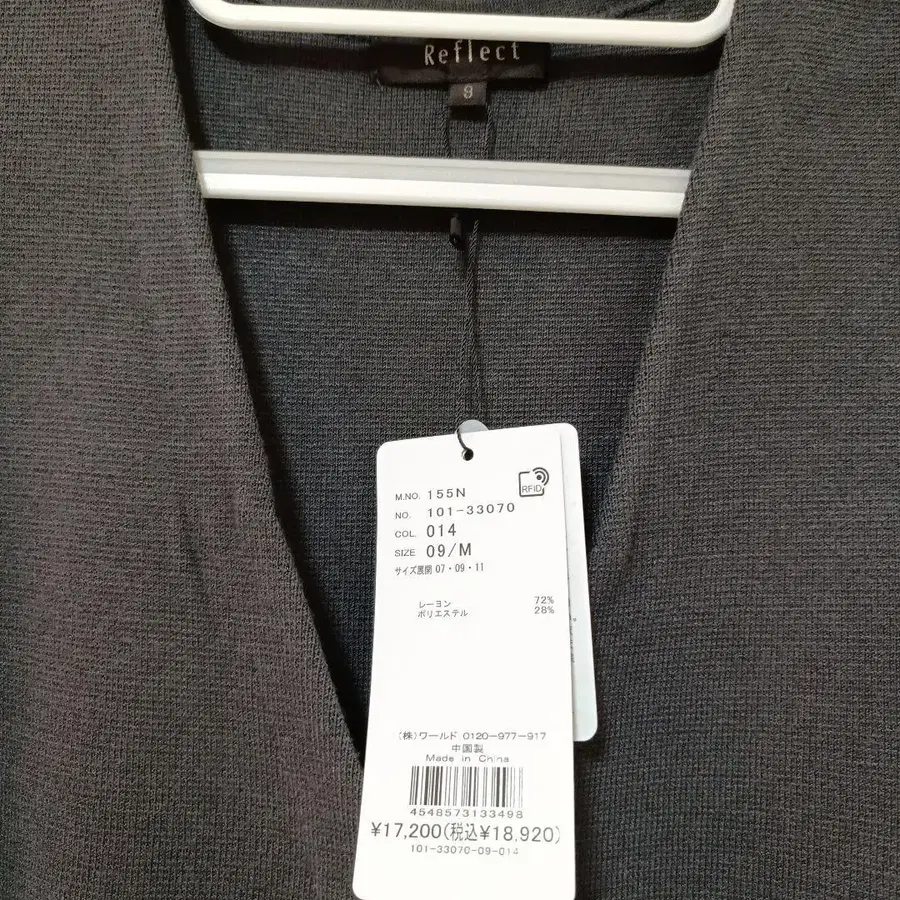 Reflect
9
M.NO. 155N
RFID
NO. 101-33070
COL. 014
SIZE 09/M
サイズ展開 07・09・11
レーヨン 72%
ポリエステル 28%
(株)ワールド 0120-977-917
中国製
Made in China
4548573133498
¥17,200(税込¥18,920)
101-33070-09-014